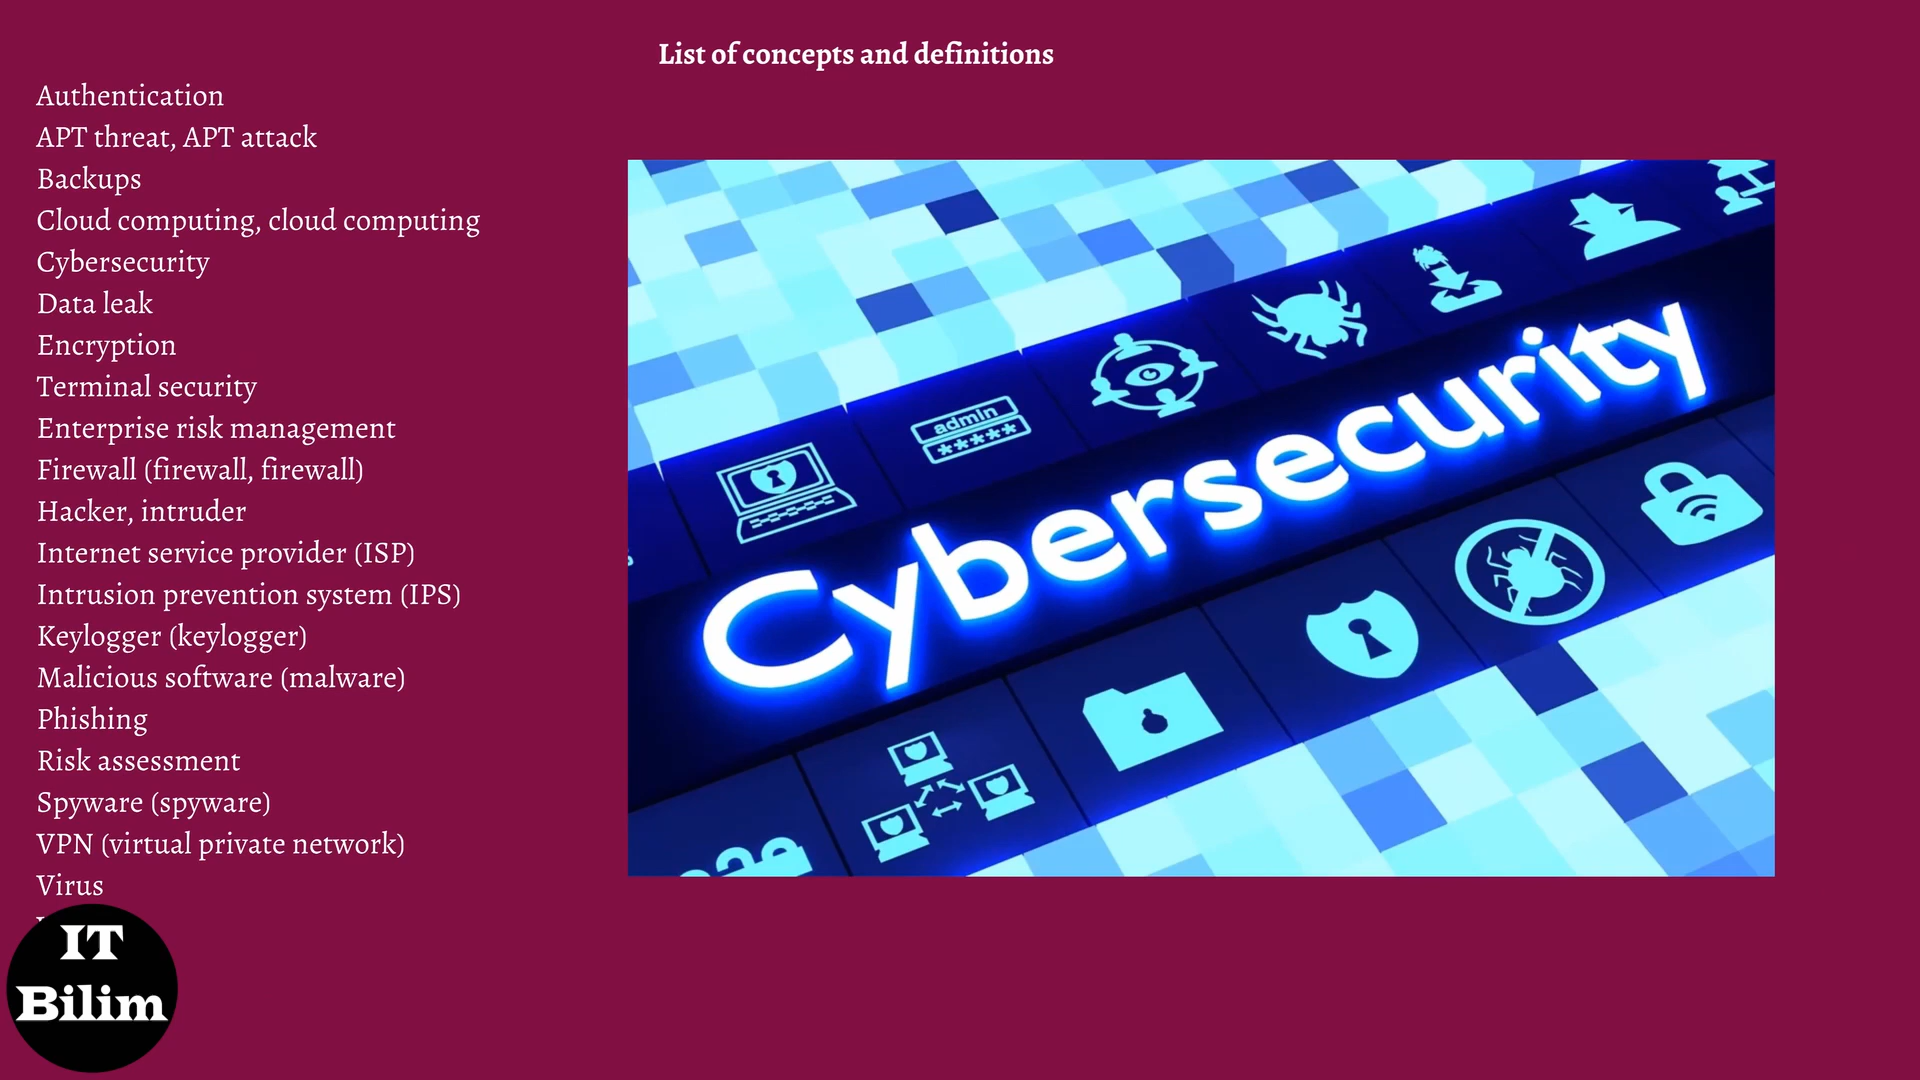 List of concepts and definitions
Authentication
APT threat, APT attack
Backups
Cloud computing, cloud computing
Cybersecurity
Data leak
Encryption
Terminal security
Enterprise risk management
Firewall (firewall, firewall)
Hacker, intruder
Internet service provider (ISP)
Intrusion prevention system (IPS)
Keylogger (keylogger)
Malicious software (malware)
Phishing
Risk assessment
Spyware (spyware)
VPN (virtual private network)
Virus
admin
*****
Cybersecurity
IT
Bilim